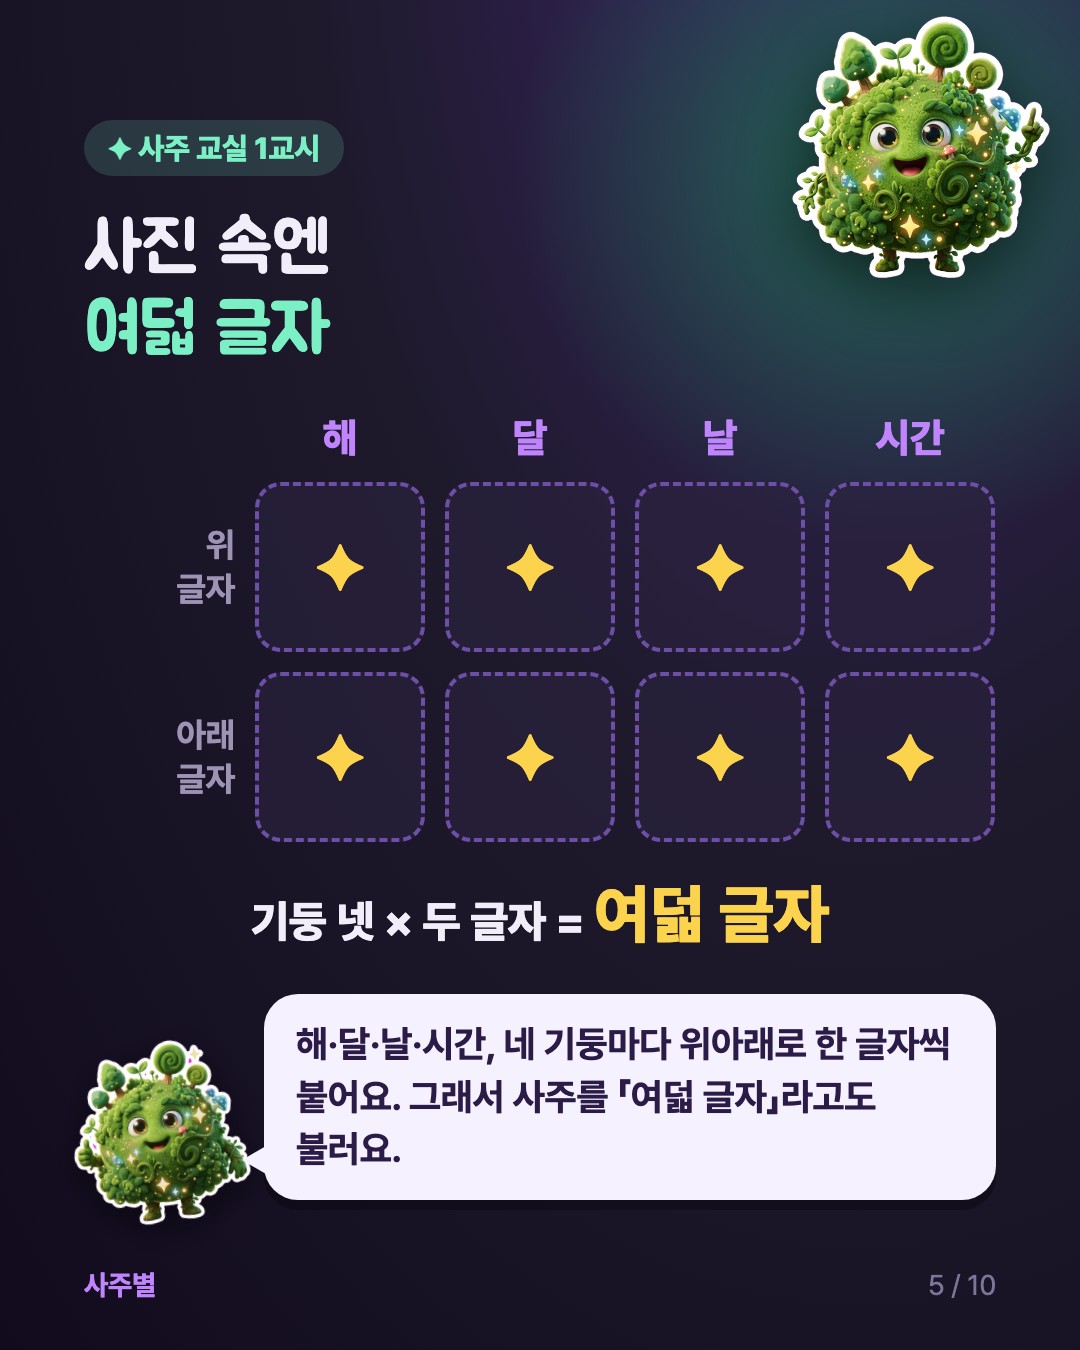 ✦ 사주 교실 1교시
사진 속엔
여덟 글자
해 달 날 시간
위
글자
아래
글자
기둥 넷 × 두 글자 = 여덟 글자
해·달·날·시간, 네 기둥마다 위아래로 한 글자씩
붙어요. 그래서 사주를 「여덟 글자」라고도
불러요.
사주별
5 / 10